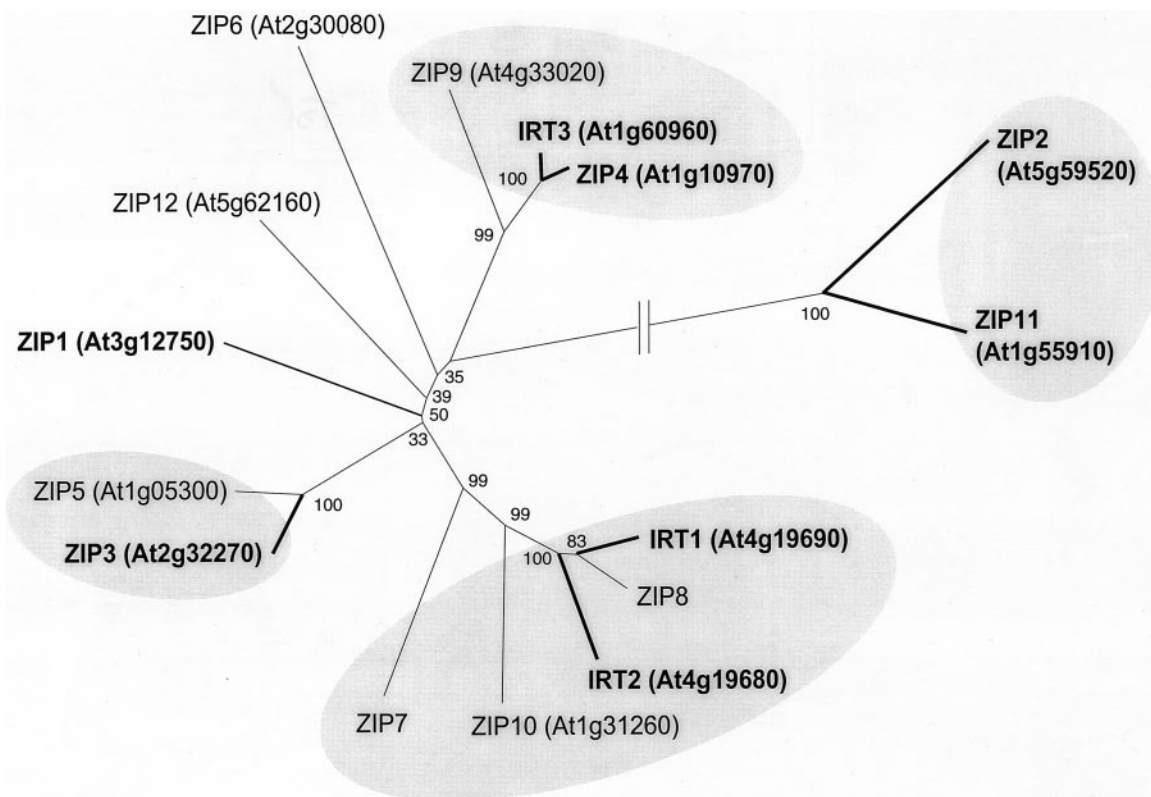 ZIP6 (At2g30080)
ZIP9 (At4g33020)
IRT3 (At1g60960)
ZIP2
(At5g59520)
100
ZIP4 (At1g10970)
ZIP12 (At5g62160)
99
100
ZIP11
(At1g55910)
ZIP1 (At3g12750)
35
39
50
33
99
ZIP5 (At1g05300)
100
99
ZIP3 (At2g32270)
83
IRT1 (At4g19690)
100
ZIP8
IRT2 (At4g19680)
ZIP7
ZIP10 (At1g31260)